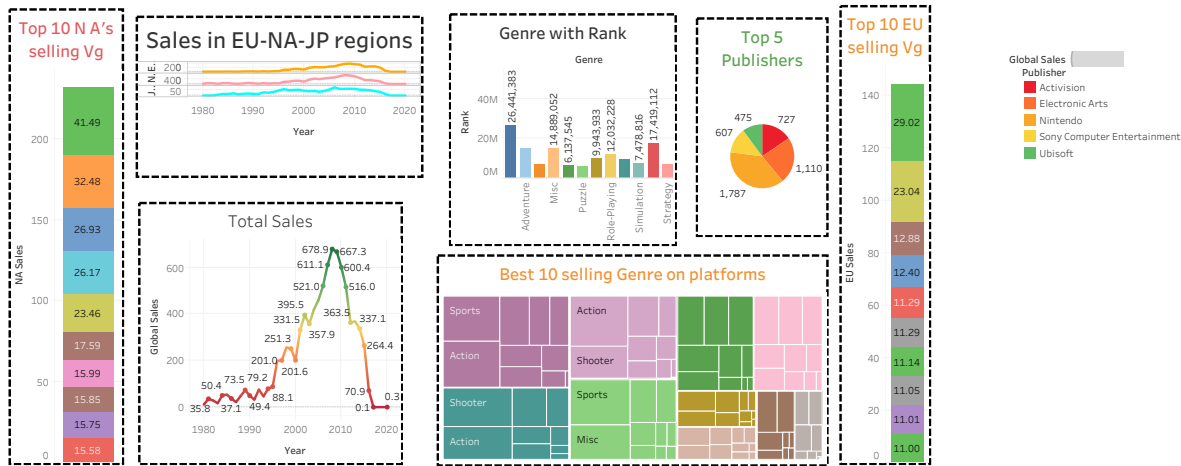 Top 10 N A's
selling Vg
NA Sales
200
150
100
50
0
41.49
32.48
26.93
26.17
23.46
17.59
15.99
15.85
15.75
15.58
Sales in EU-NA-JP regions
J.. N.. E..
200
400
50
1980
1990
2000
2010
2020
Year
Total Sales
Global Sales
600
400
200
0
678.9
667.3
611.1
600.4
521.0
516.0
395.5
363.5
337.1
331.5
357.9
251.3
264.4
201.0
201.6
50.4
73.5
79.2
88.1
70.9
35.8
37.1
49.4
0.1
0.3
1980
1990
2000
2010
2020
Year
Genre with Rank
Genre
Rank
40M
20M
0M
26,441,383
14,889,052
6,137,545
9,943,933
12,032,228
7,478,816
17,419,112
Adventure
Misc
Puzzle
Role-Playing
Simulation
Strategy
Top 5
Publishers
475
727
607
1,110
1,787
Best 10 selling Genre on platforms
Sports
Action
Action
Shooter
Shooter
Action
Sports
Misc
Top 10 EU
selling Vg
EU Sales
140
120
100
80
60
40
20
0
29.02
23.04
12.88
12.40
11.29
11.29
11.14
11.05
11.01
11.00
Global Sales
Publisher
Activision
Electronic Arts
Nintendo
Sony Computer Entertainment
Ubisoft